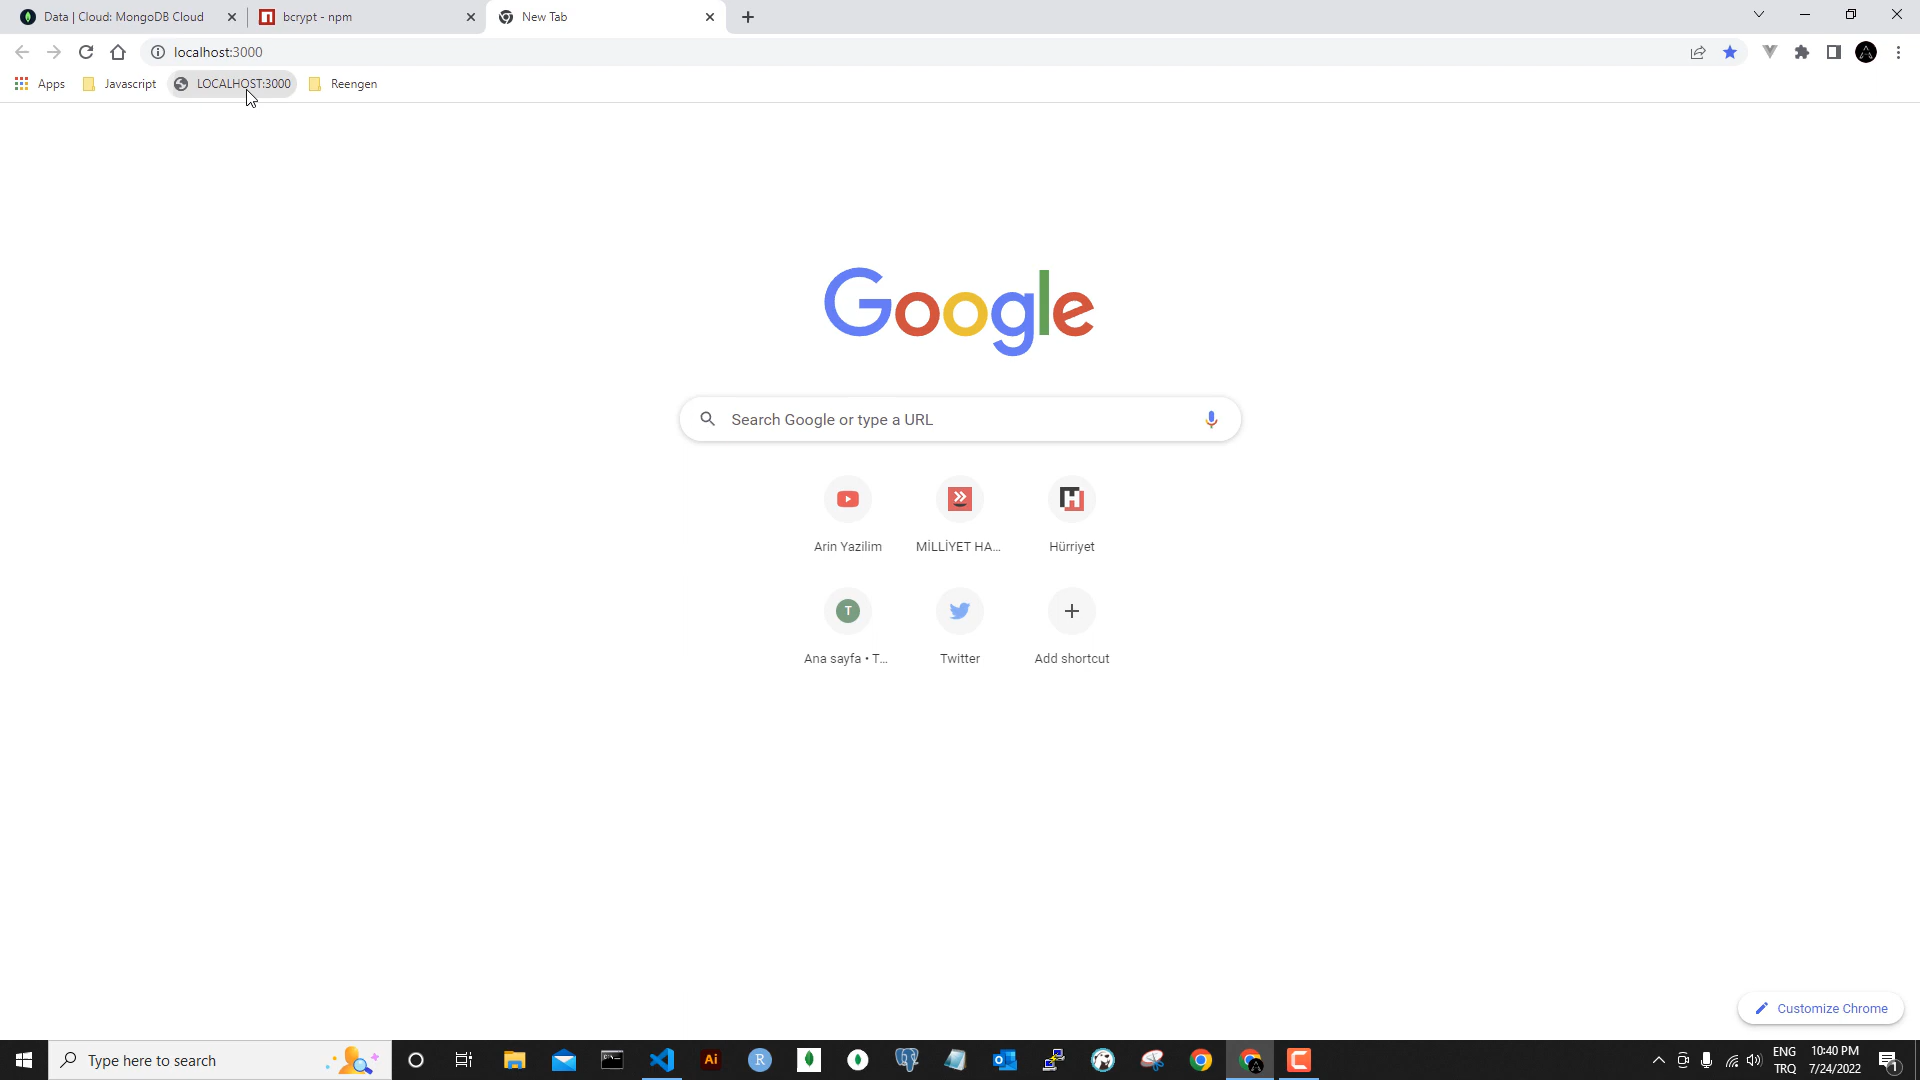 Data | Cloud: MongoDB Cloud
bcrypt - npm
New Tab
localhost:3000
Apps
Javascript
LOCALHOST:3000
Reengen
Google
Search Google or type a URL
Arin Yazilim
MİLLİYET HA...
Hürriyet
T
Ana sayfa • T...
Twitter
Add shortcut
Customize Chrome
Type here to search
Ai
R
ENG
TRQ
10:40 PM
7/24/2022
1